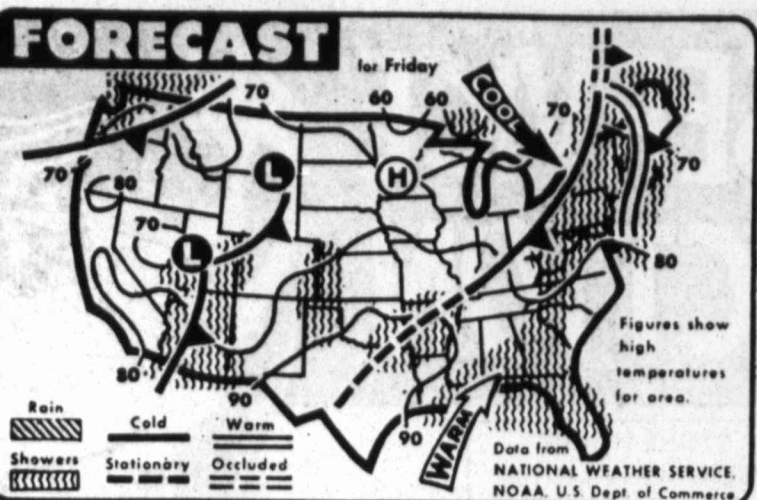 FORECAST
for Friday
70
60
60
COOL
70
70
80
70
L
H
70
L
80
80
90
90
WARM
Figures show
high
temperatures
for area.
Rain
Cold
Warm
Showers
Stationary
Occluded
Data from
NATIONAL WEATHER SERVICE,
NOAA, U.S. Dept. of Commerce